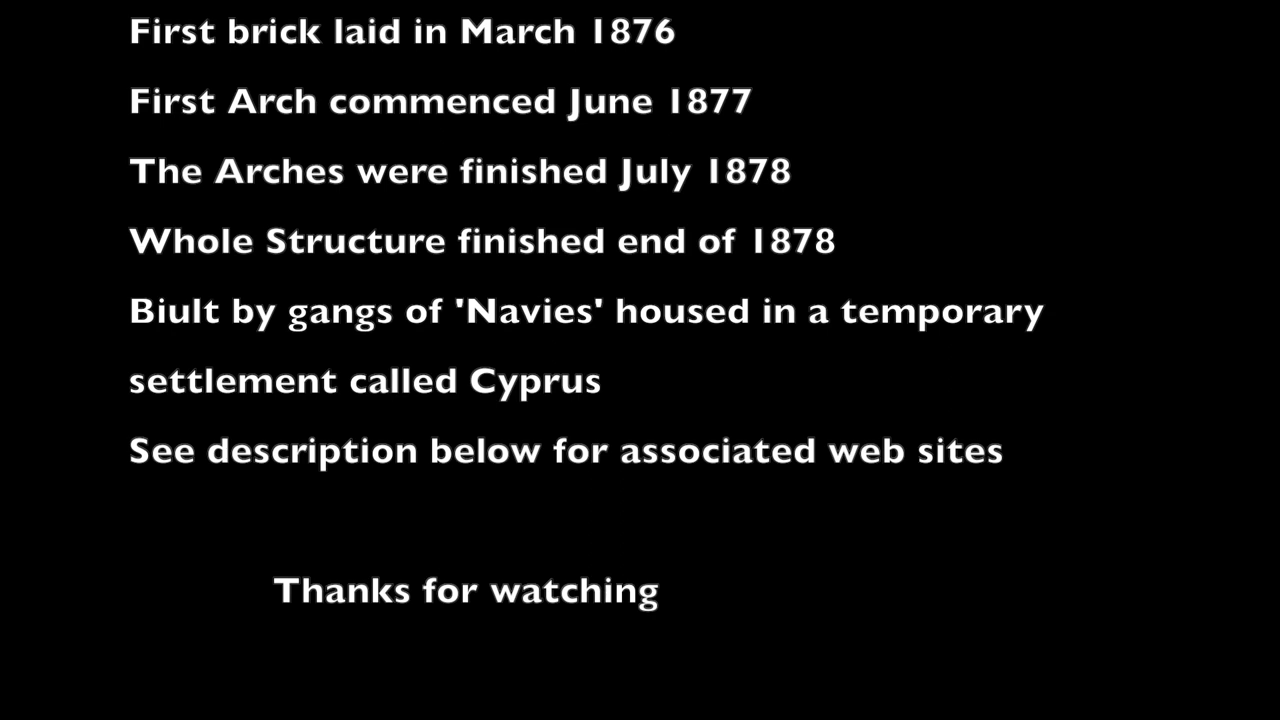 First brick laid in March 1876
First Arch commenced June 1877
The Arches were finished July 1878
Whole Structure finished end of 1878
Biult by gangs of 'Navies' housed in a temporary
settlement called Cyprus
See description below for associated web sites
Thanks for watching